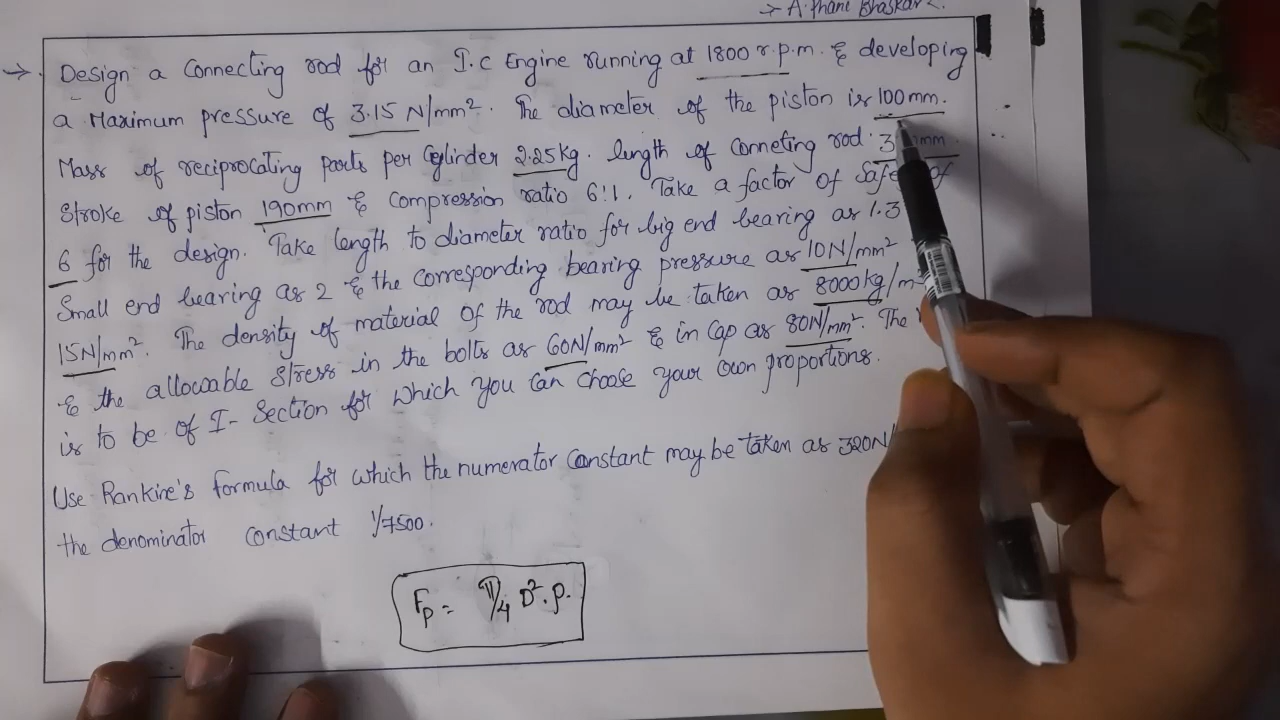 → A. Phani Bhaskar
→. Design a Connecting rod for an I.C Engine running at 1800 r.p.m. & developing
a Maximum pressure of 3.15 N/mm². The diameter of the piston is 100mm.
Mass of reciprocating parts per Cylinder 2.25kg. length of Conneting rod. 3 mm.
Stroke of piston 190mm & Compression ratio 6:1. Take a factor of of
6 for the design. Take length to diameter ratio for big end bearing as 1.3
Small end bearing as 2 & the corresponding bearing pressure as 10N/mm²
15N/mm². The density of material of the rod may be taken as 8000kg/m
& the allowable Stress in the bolts as 60N/mm² & in Cap as 80N/mm². The
is to be of I- Section for which you can choose your own proportions.
Use Rankine's formula for which the numerator Constant may be taken as 320N/
the denominator constant 1/7500.
Fp = π/4 D².p.